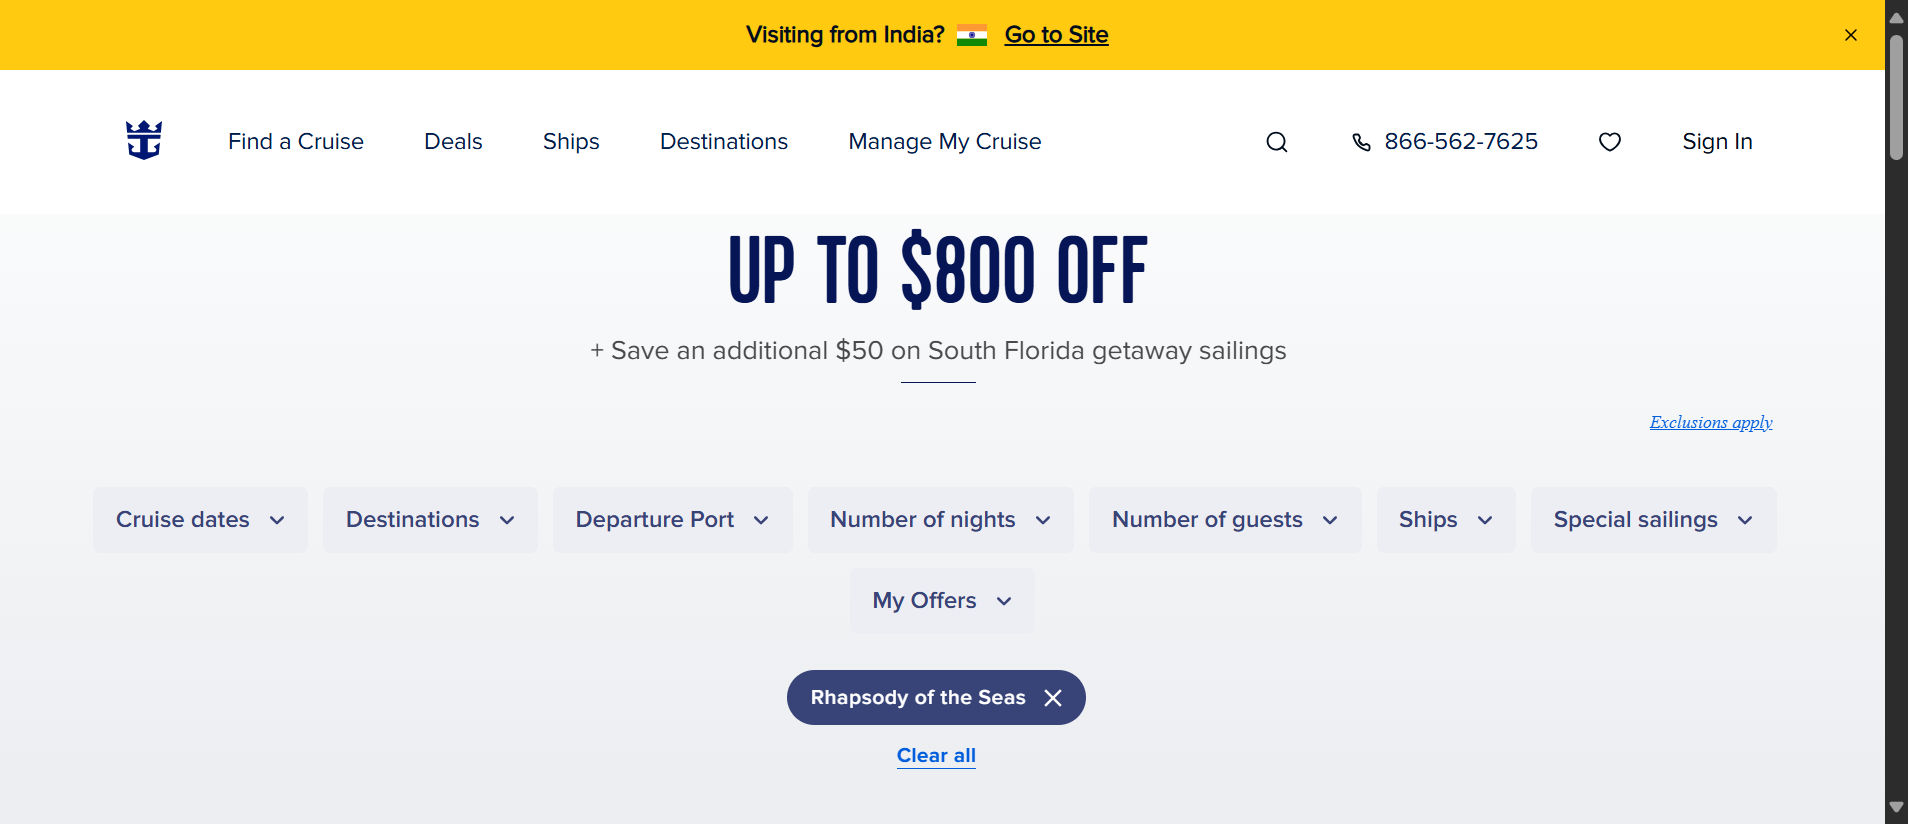 Visiting from India? Go to Site
Find a Cruise Deals Ships Destinations Manage My Cruise 866-562-7625 Sign In
UP TO $800 OFF
+ Save an additional $50 on South Florida getaway sailings
Exclusions apply
Cruise dates Destinations Departure Port Number of nights Number of guests Ships Special sailings
My Offers
Rhapsody of the Seas
Clear all